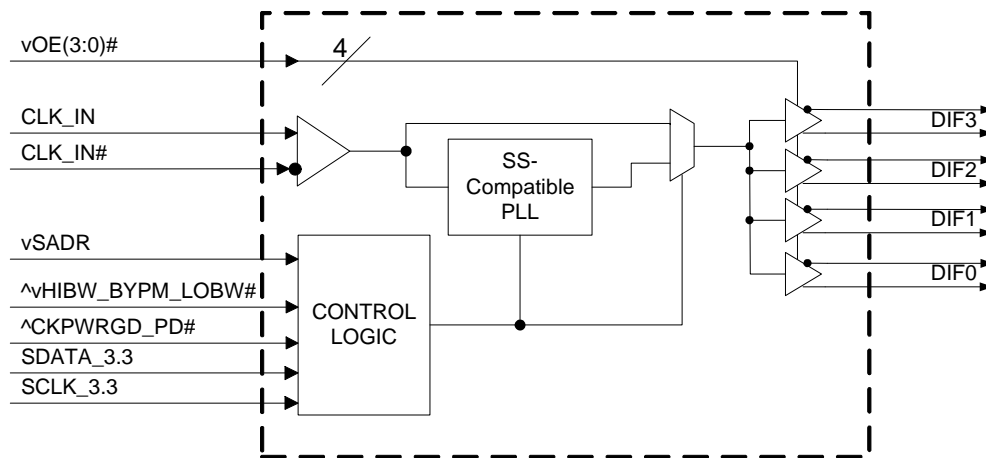 vOE(3:0)#
4
CLK_IN
CLK_IN#
SS-
Compatible
PLL
DIF3
DIF2
DIF1
DIF0
vSADR
^vHIBW_BYPM_LOBW#
^CKPWRGD_PD#
SDATA_3.3
SCLK_3.3
CONTROL
LOGIC